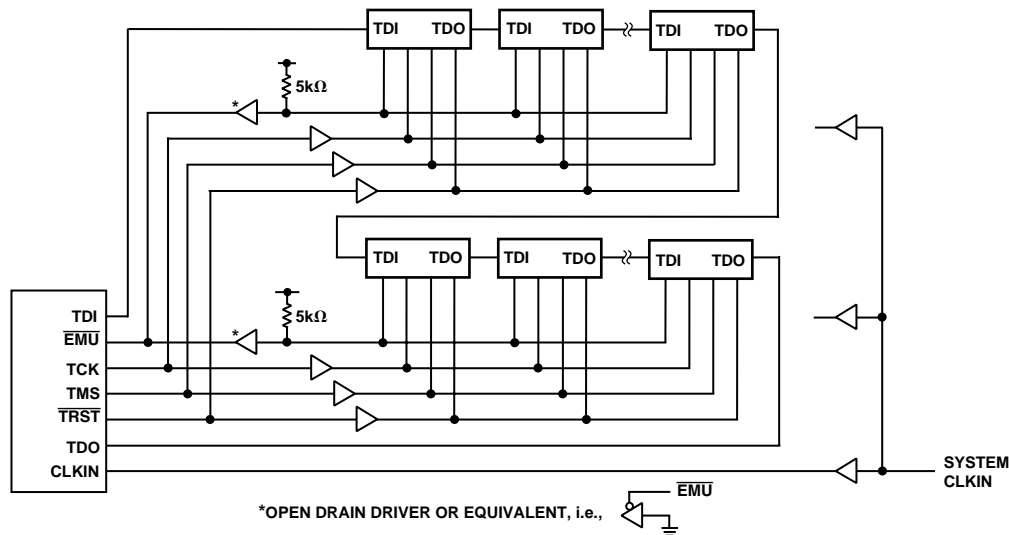 TDI TDO TDI TDO TDI TDO
5kΩ
*
TDI TDO TDI TDO TDI TDO
5kΩ
*
TDI
EMU
TCK
TMS
TRST
TDO
CLKIN
SYSTEM
CLKIN
EMU
*OPEN DRAIN DRIVER OR EQUIVALENT, i.e.,